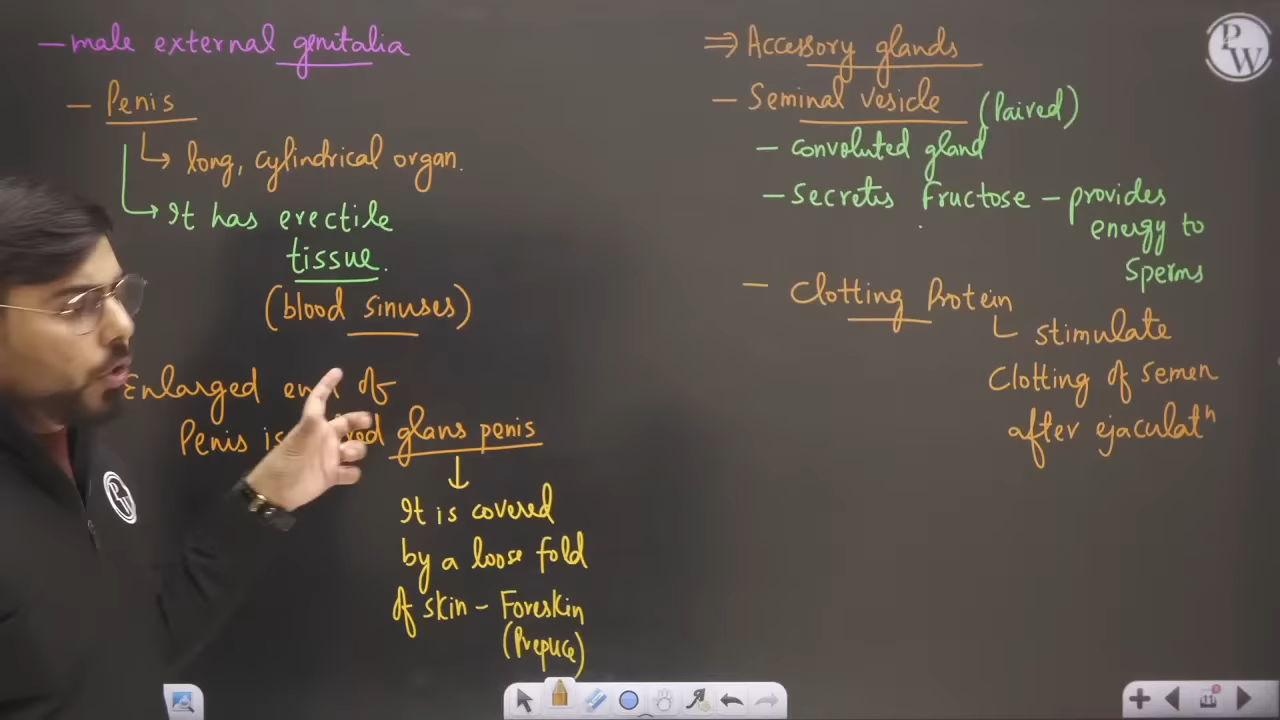 – male external genitalia
– Penis
↳ long, cylindrical organ.
↳ It has erectile
tissue.
(blood sinuses)
Enlarged end of
Penis is
glans penis
↓
It is covered
by a loose fold
of skin – Foreskin
(Prepuce)
⇒ Accessory glands
– Seminal vesicle (Paired)
– convoluted gland
– Secretes Fructose – provides
energy to
Sperms
– Clotting Protein
└ stimulate
Clotting of semen
after ejaculatⁿ
PW
PW